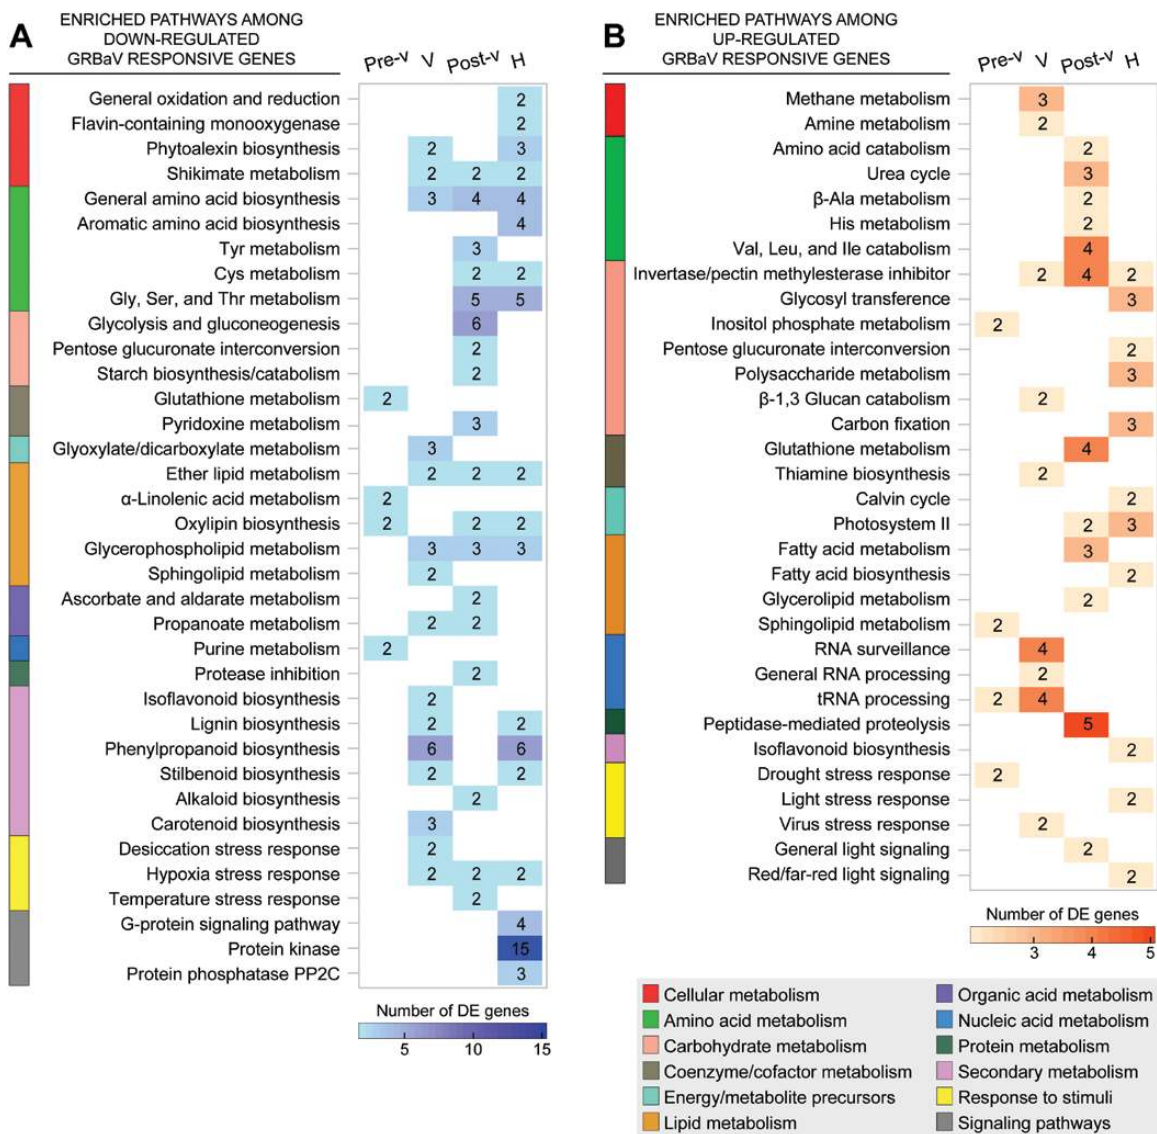 A
ENRICHED PATHWAYS AMONG
DOWN-REGULATED
GRBaV RESPONSIVE GENES
Pre-v V Post-v H
General oxidation and reduction 2
Flavin-containing monooxygenase 2
Phytoalexin biosynthesis 2 3
Shikimate metabolism 2 2 2
General amino acid biosynthesis 3 4 4
Aromatic amino acid biosynthesis 4
Tyr metabolism 3
Cys metabolism 2 2
Gly, Ser, and Thr metabolism 5 5
Glycolysis and gluconeogenesis 6
Pentose glucuronate interconversion 2
Starch biosynthesis/catabolism 2
Glutathione metabolism 2
Pyridoxine metabolism 3
Glyoxylate/dicarboxylate metabolism 3
Ether lipid metabolism 2 2 2
α-Linolenic acid metabolism 2
Oxylipin biosynthesis 2 2 2
Glycerophospholipid metabolism 3 3 3
Sphingolipid metabolism 2
Ascorbate and aldarate metabolism 2
Propanoate metabolism 2 2
Purine metabolism 2
Protease inhibition 2
Isoflavonoid biosynthesis 2
Lignin biosynthesis 2 2
Phenylpropanoid biosynthesis 6 6
Stilbenoid biosynthesis 2 2
Alkaloid biosynthesis 2
Carotenoid biosynthesis 3
Desiccation stress response 2
Hypoxia stress response 2 2 2
Temperature stress response 2
G-protein signaling pathway 4
Protein kinase 15
Protein phosphatase PP2C 3
Number of DE genes
5 10 15
B
ENRICHED PATHWAYS AMONG
UP-REGULATED
GRBaV RESPONSIVE GENES
Pre-v V Post-v H
Methane metabolism 3
Amine metabolism 2
Amino acid catabolism 2
Urea cycle 3
β-Ala metabolism 2
His metabolism 2
Val, Leu, and Ile catabolism 4
Invertase/pectin methylesterase inhibitor 2 4 2
Glycosyl transference 3
Inositol phosphate metabolism 2
Pentose glucuronate interconversion 2
Polysaccharide metabolism 3
β-1,3 Glucan catabolism 2
Carbon fixation 3
Glutathione metabolism 4
Thiamine biosynthesis 2
Calvin cycle 2
Photosystem II 2 3
Fatty acid metabolism 3
Fatty acid biosynthesis 2
Glycerolipid metabolism 2
Sphingolipid metabolism 2
RNA surveillance 4
General RNA processing 2
tRNA processing 2 4
Peptidase-mediated proteolysis 5
Isoflavonoid biosynthesis 2
Drought stress response 2
Light stress response 2
Virus stress response 2
General light signaling 2
Red/far-red light signaling 2
Number of DE genes
3 4 5
Cellular metabolism
Amino acid metabolism
Carbohydrate metabolism
Coenzyme/cofactor metabolism
Energy/metabolite precursors
Lipid metabolism
Organic acid metabolism
Nucleic acid metabolism
Protein metabolism
Secondary metabolism
Response to stimuli
Signaling pathways